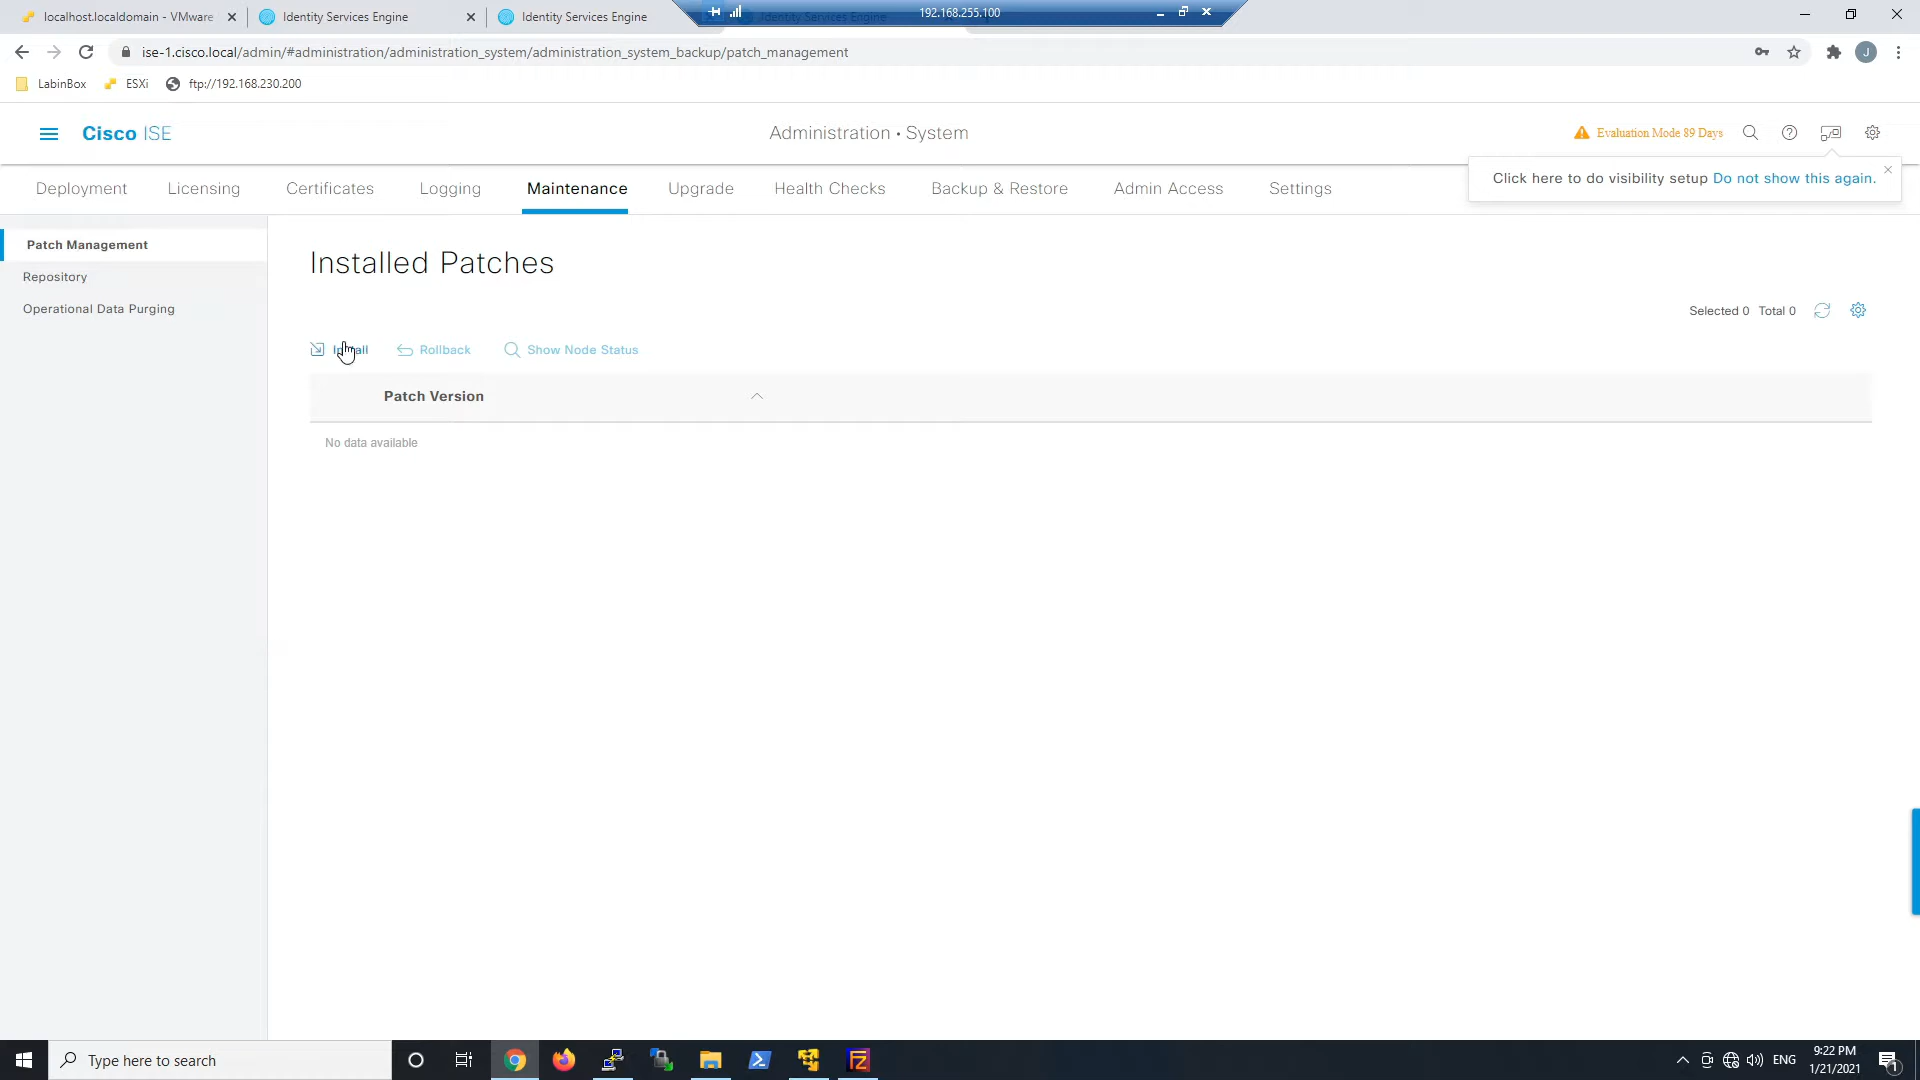 localhost.localdomain - VMware
Identity Services Engine
Identity Services Engine
192.168.255.100
Identity Services Engine
ise-1.cisco.local/admin/#administration/administration_system/administration_system_backup/patch_management
J
LabinBox
ESXi
ftp://192.168.230.200
Cisco ISE
Administration • System
Evaluation Mode 89 Days
Click here to do visibility setup Do not show this again.
Deployment
Licensing
Certificates
Logging
Maintenance
Upgrade
Health Checks
Backup & Restore
Admin Access
Settings
Patch Management
Repository
Operational Data Purging
Installed Patches
Selected 0 Total 0
Rollback
Show Node Status
Patch Version
No data available
Type here to search
ENG
9:22 PM
1/21/2021
1